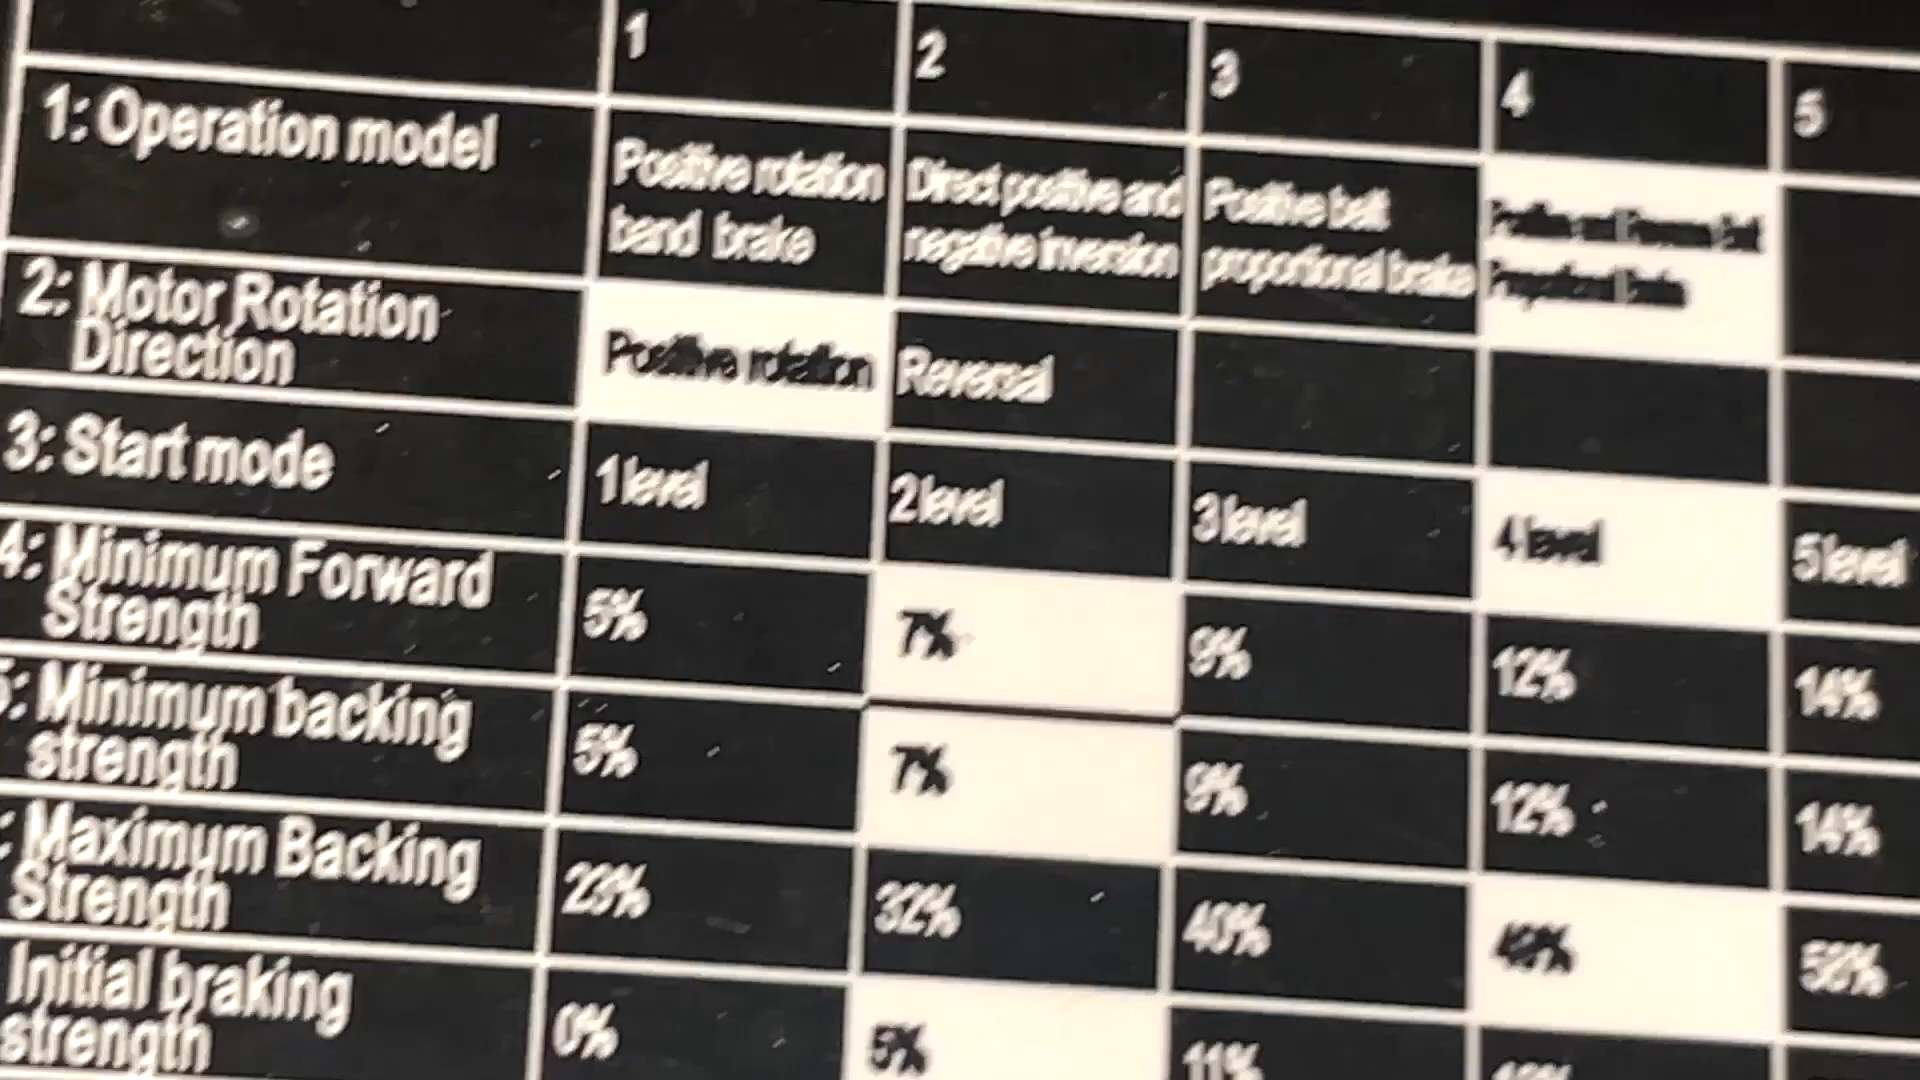 1 2 3 4 5
1: Operation model
Positive rotation
band brake
Direct positive and
negative inversion
Positive belt
proportional brake
2: Motor Rotation
Direction
Positive rotation
Reversal
3: Start mode
1 level
2 level
3 level
4 level
5 level
4: Minimum Forward
Strength
5%
7%
9%
12%
14%
5: Minimum backing
strength
5%
7%
9%
12%
14%
: Maximum Backing
Strength
23%
32%
40%
Initial braking
strength
0%
5%
11%